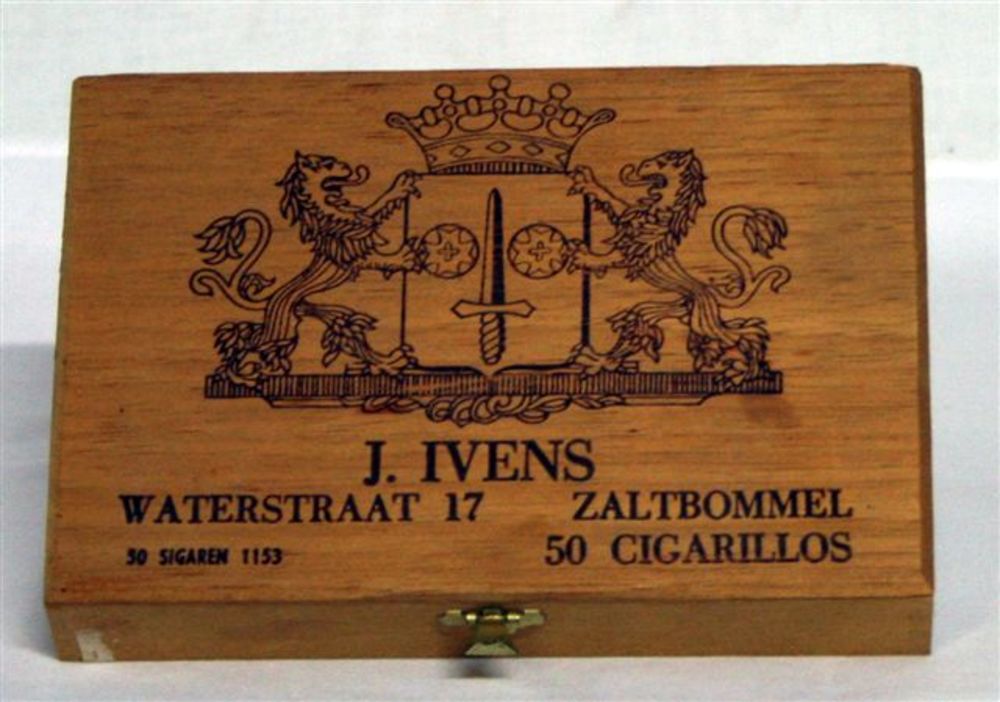 J. IVENS
WATERSTRAAT 17 ZALTBOMMEL
50 SIGAREN 1153 50 CIGARILLOS